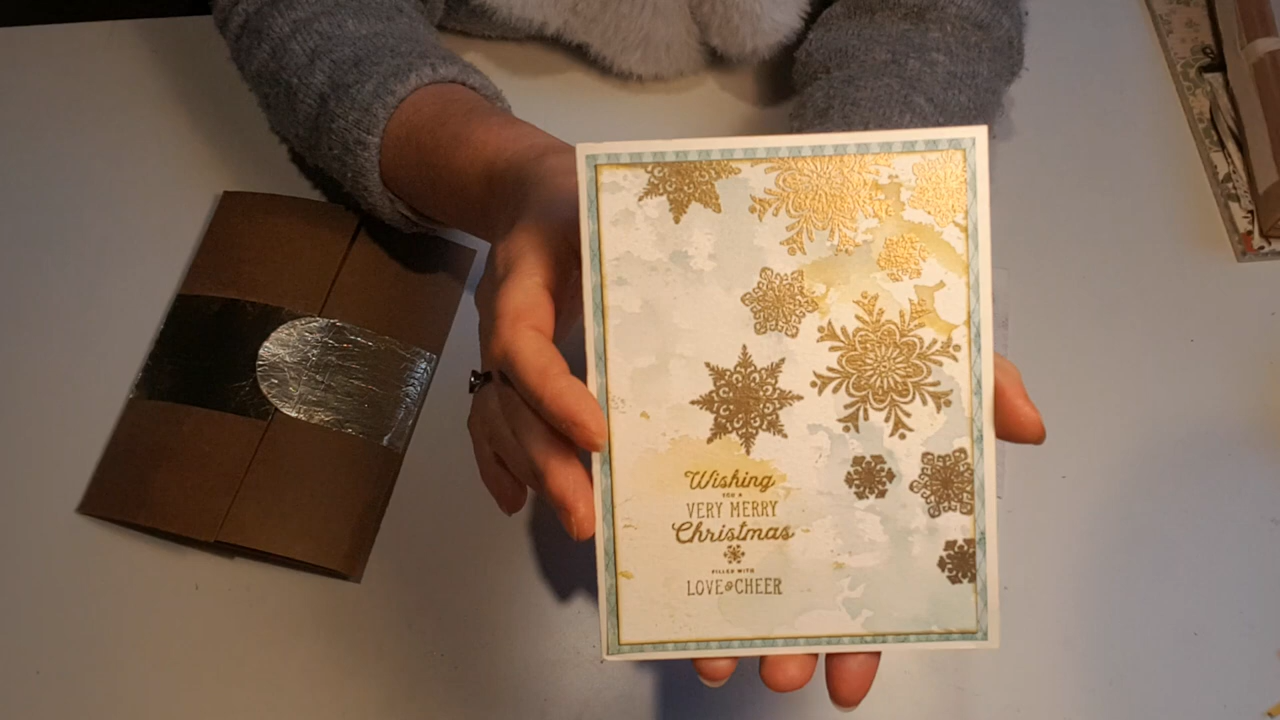 Wishing
YOU A
VERY MERRY
Christmas
FILLED WITH
LOVE & CHEER